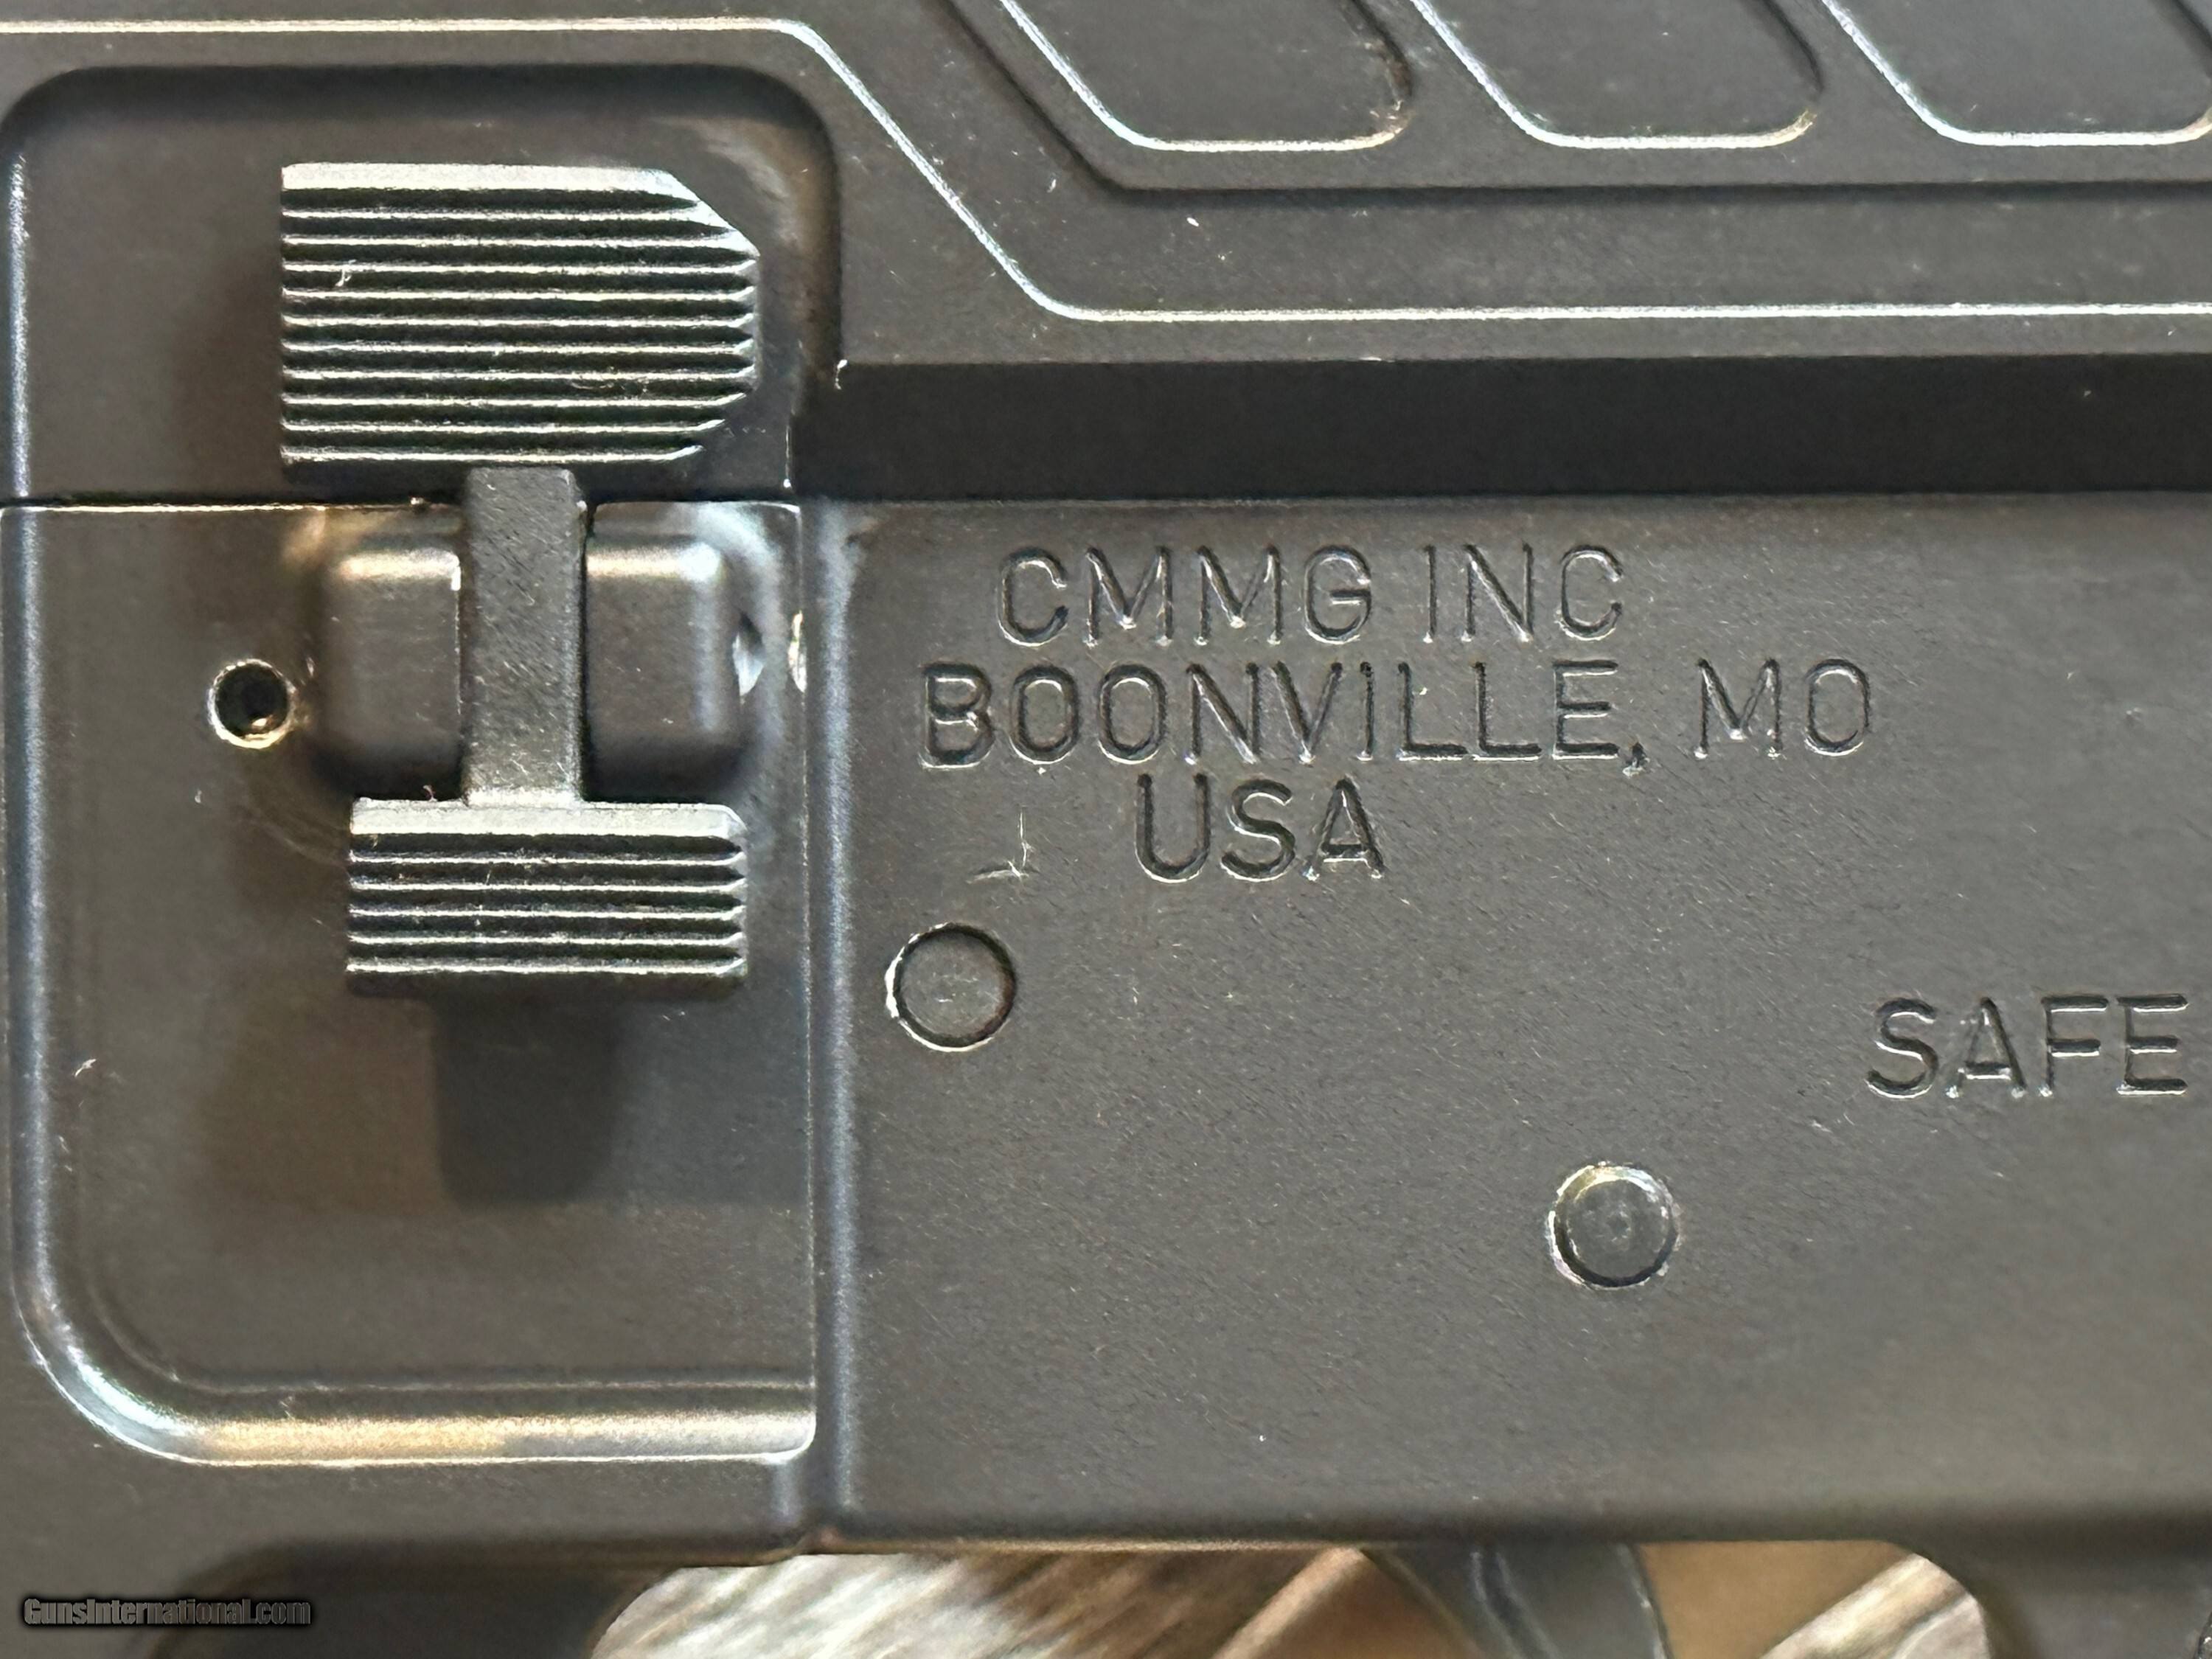 CMMG INC
BOONVILLE, MO
USA
SAFE
GunsInternational.com